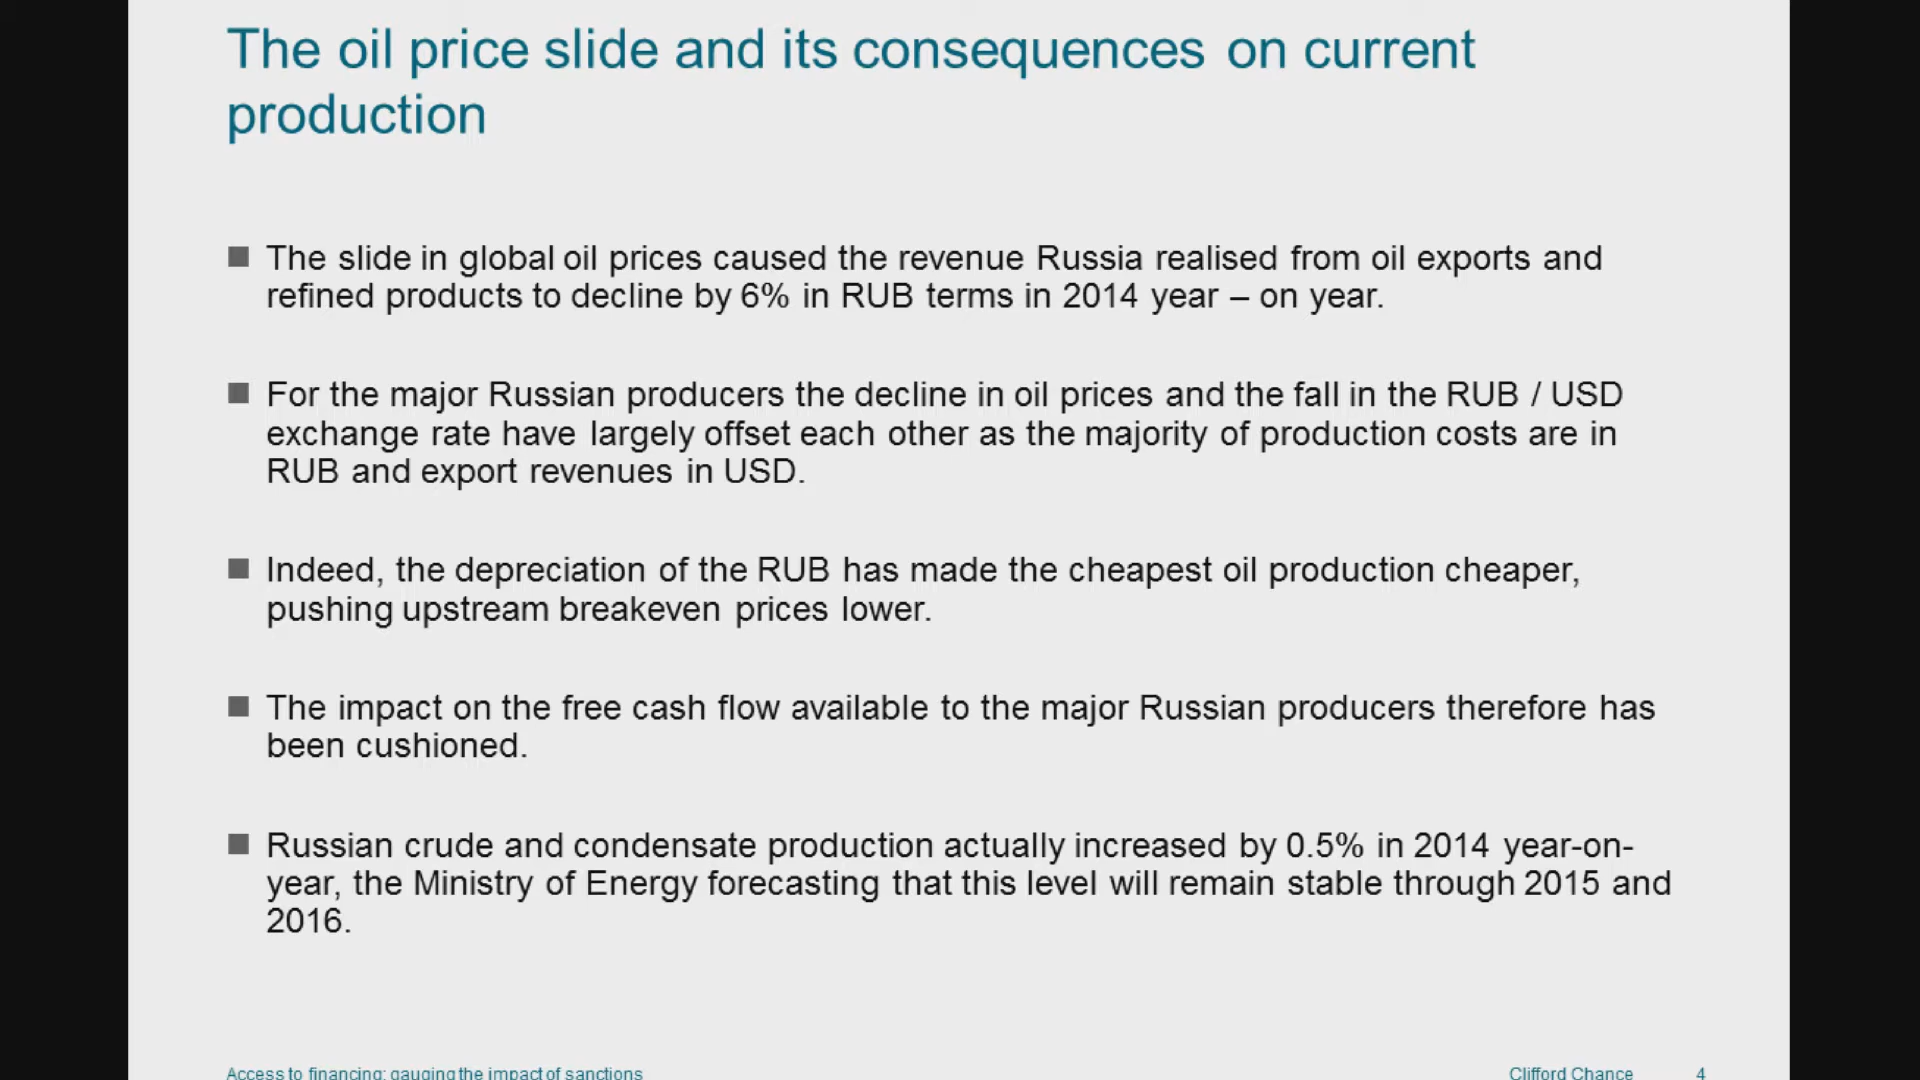 The oil price slide and its consequences on current
production
The slide in global oil prices caused the revenue Russia realised from oil exports and
refined products to decline by 6% in RUB terms in 2014 year – on year.
For the major Russian producers the decline in oil prices and the fall in the RUB / USD
exchange rate have largely offset each other as the majority of production costs are in
RUB and export revenues in USD.
Indeed, the depreciation of the RUB has made the cheapest oil production cheaper,
pushing upstream breakeven prices lower.
The impact on the free cash flow available to the major Russian producers therefore has
been cushioned.
Russian crude and condensate production actually increased by 0.5% in 2014 year-on-
year, the Ministry of Energy forecasting that this level will remain stable through 2015 and
2016.
Access to financing: gauging the impact of sanctions
Clifford Chance 4